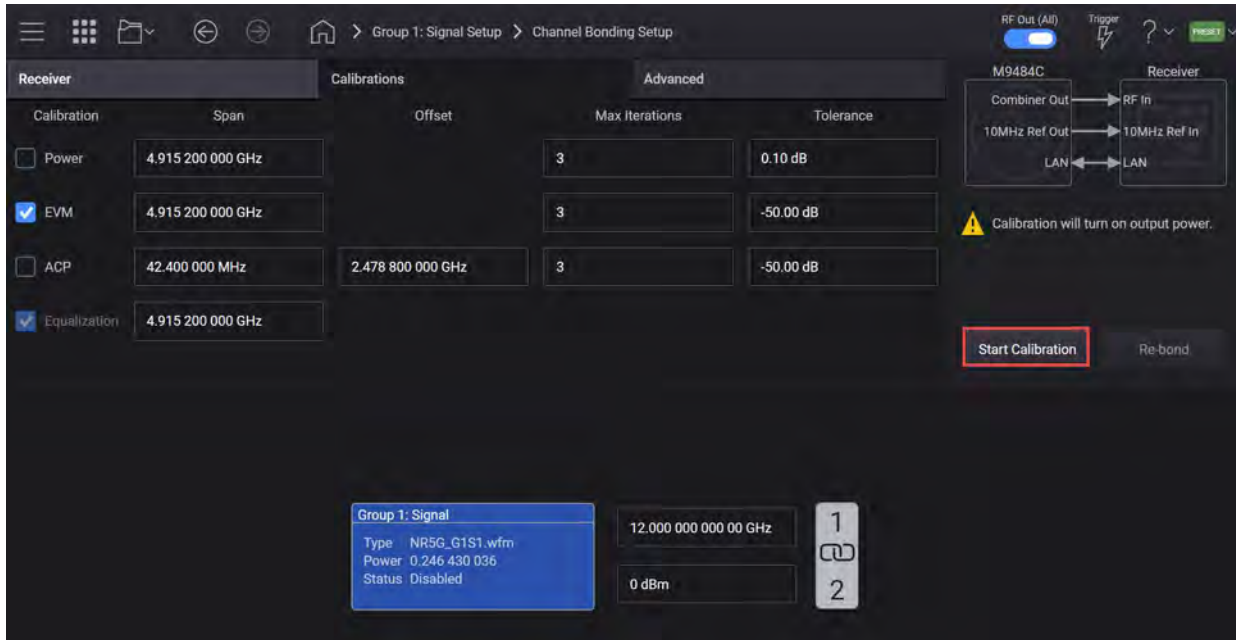 Group 1: Signal Setup > Channel Bonding Setup
RF Out (All)
Trigger
?
PRESET
Receiver
Calibrations
Advanced
Calibration Span Offset Max Iterations Tolerance
Power 4.915 200 000 GHz 3 0.10 dB
EVM 4.915 200 000 GHz 3 -50.00 dB
ACP 42.400 000 MHz 2.478 800 000 GHz 3 -50.00 dB
Equalization 4.915 200 000 GHz
M9484C Receiver
Combiner Out RF In
10MHz Ref Out 10MHz Ref In
LAN LAN
Calibration will turn on output power.
Start Calibration Re-bond
Group 1: Signal
Type NR5G_G1S1.wfm
Power 0.246 430 036
Status Disabled
12.000 000 000 00 GHz
0 dBm
1
2